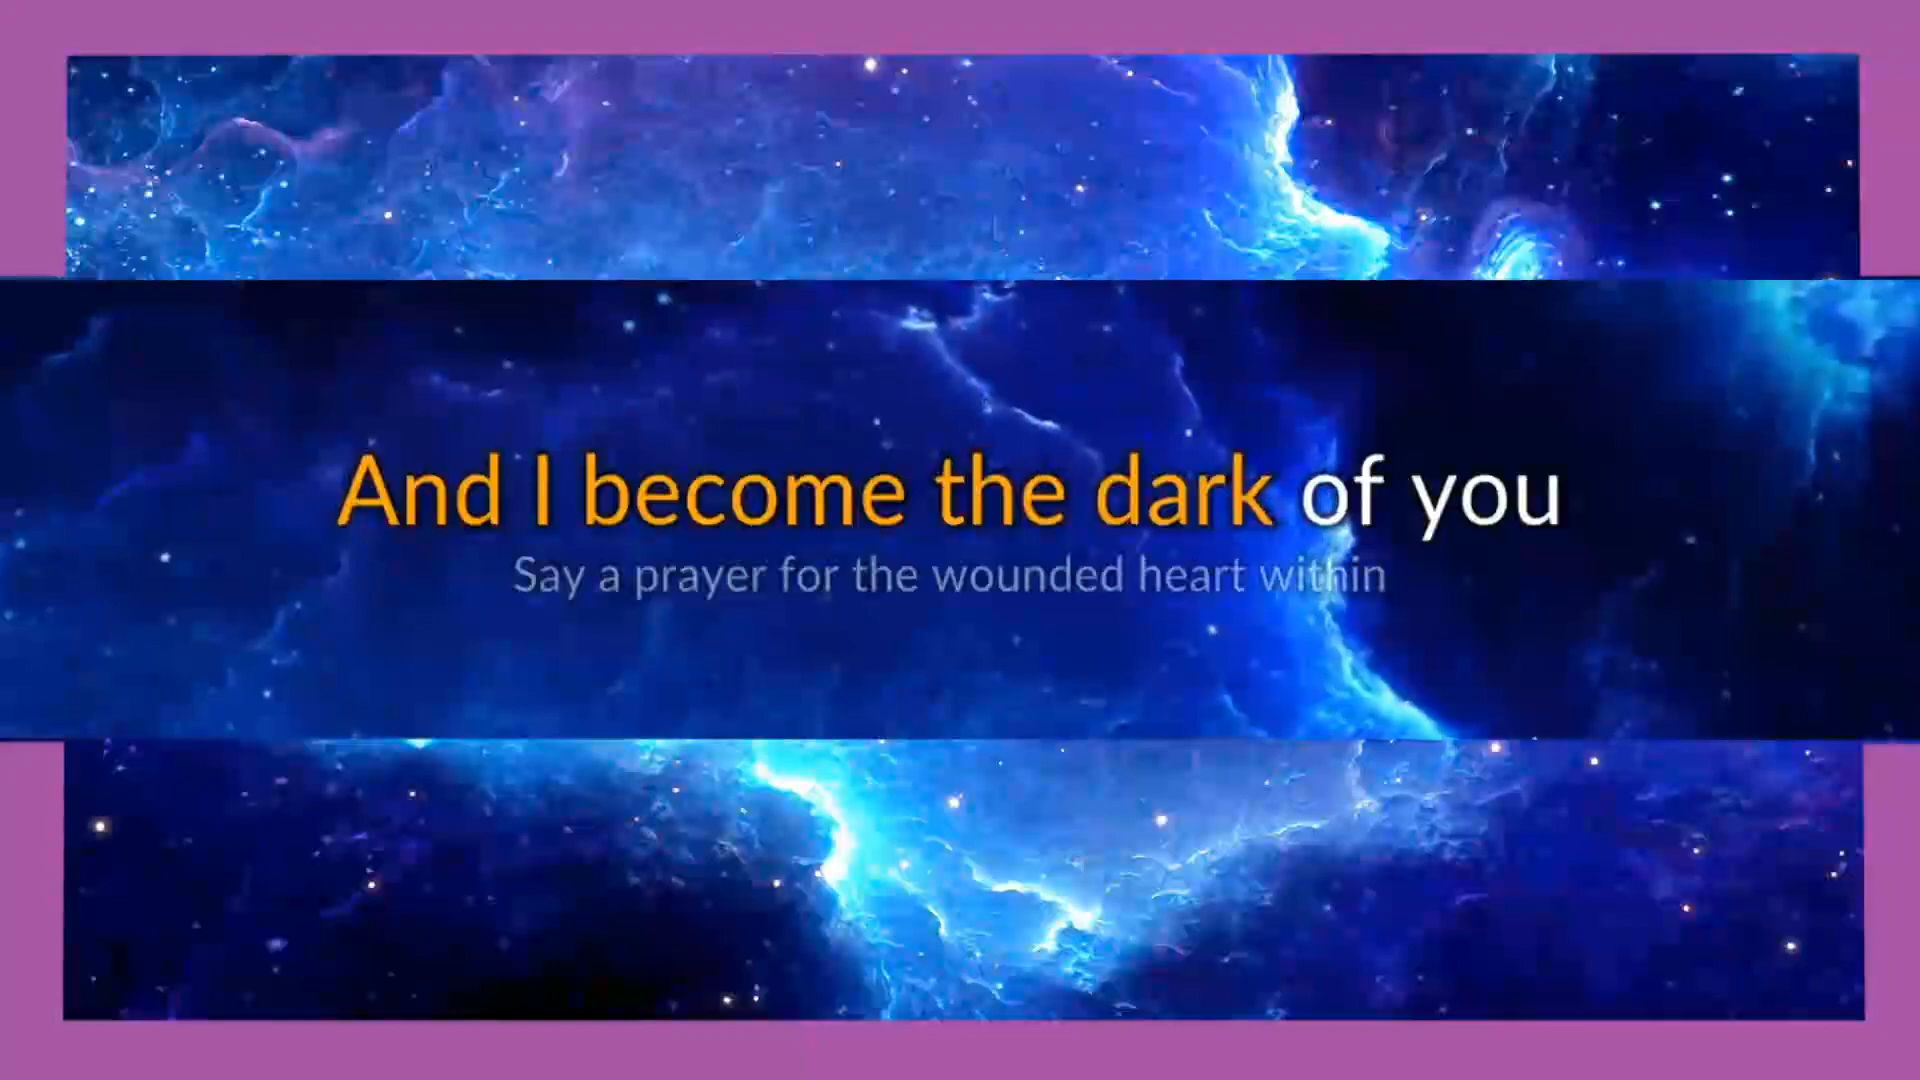 And I become the dark of you
Say a prayer for the wounded heart within